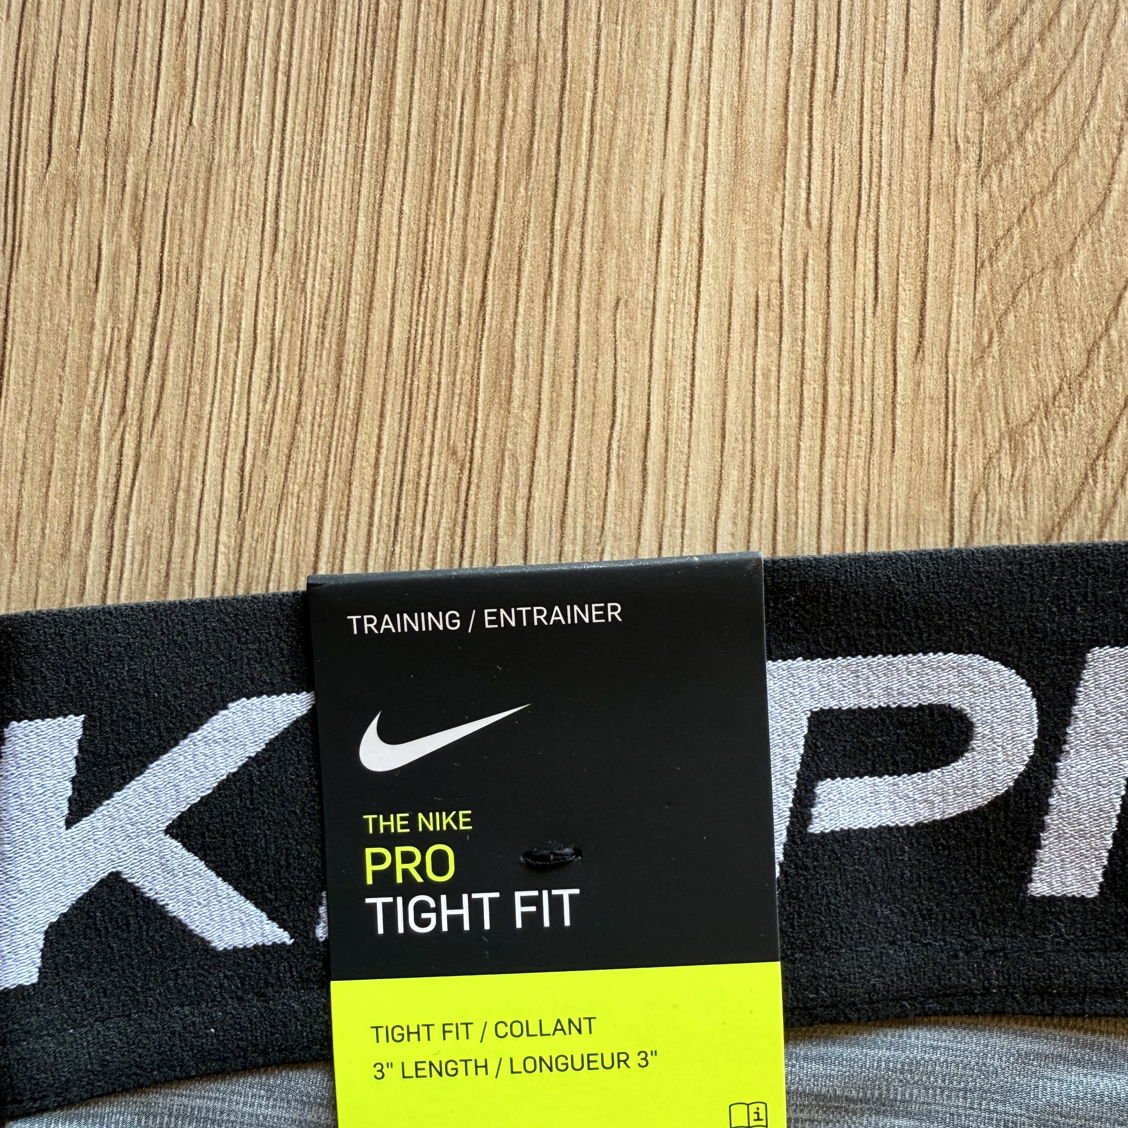 TRAINING / ENTRAINER
THE NIKE
PRO
TIGHT FIT
TIGHT FIT / COLLANT
3" LENGTH / LONGUEUR 3"
i
K
P